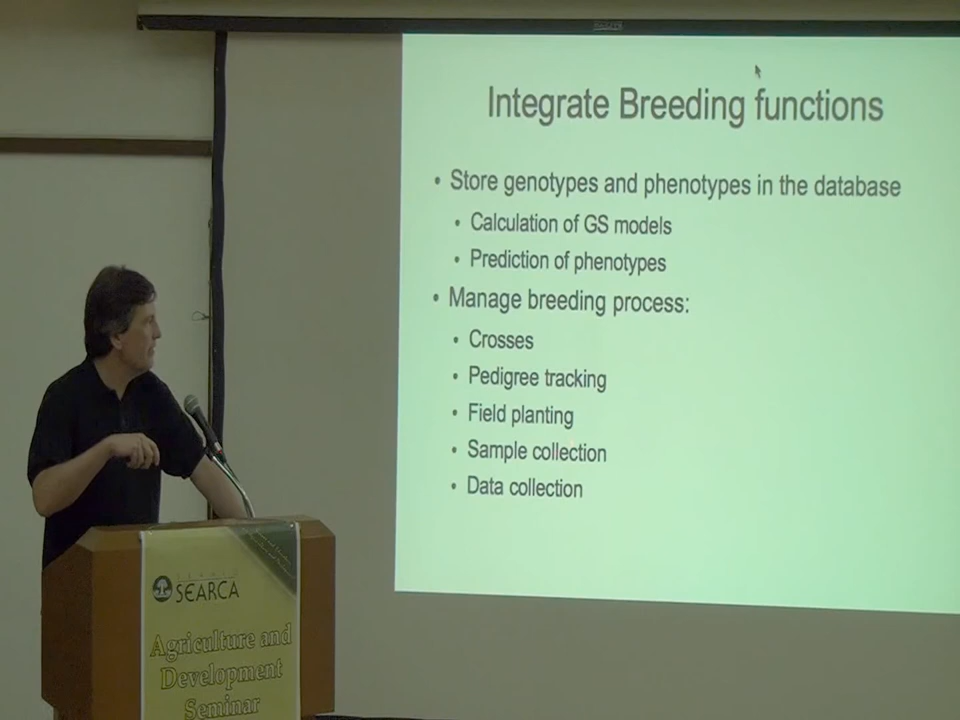 Integrate Breeding functions
• Store genotypes and phenotypes in the database
• Calculation of GS models
• Prediction of phenotypes
• Manage breeding process:
• Crosses
• Pedigree tracking
• Field planting
• Sample collection
• Data collection
SEARCA
Agriculture and
Development
Seminar